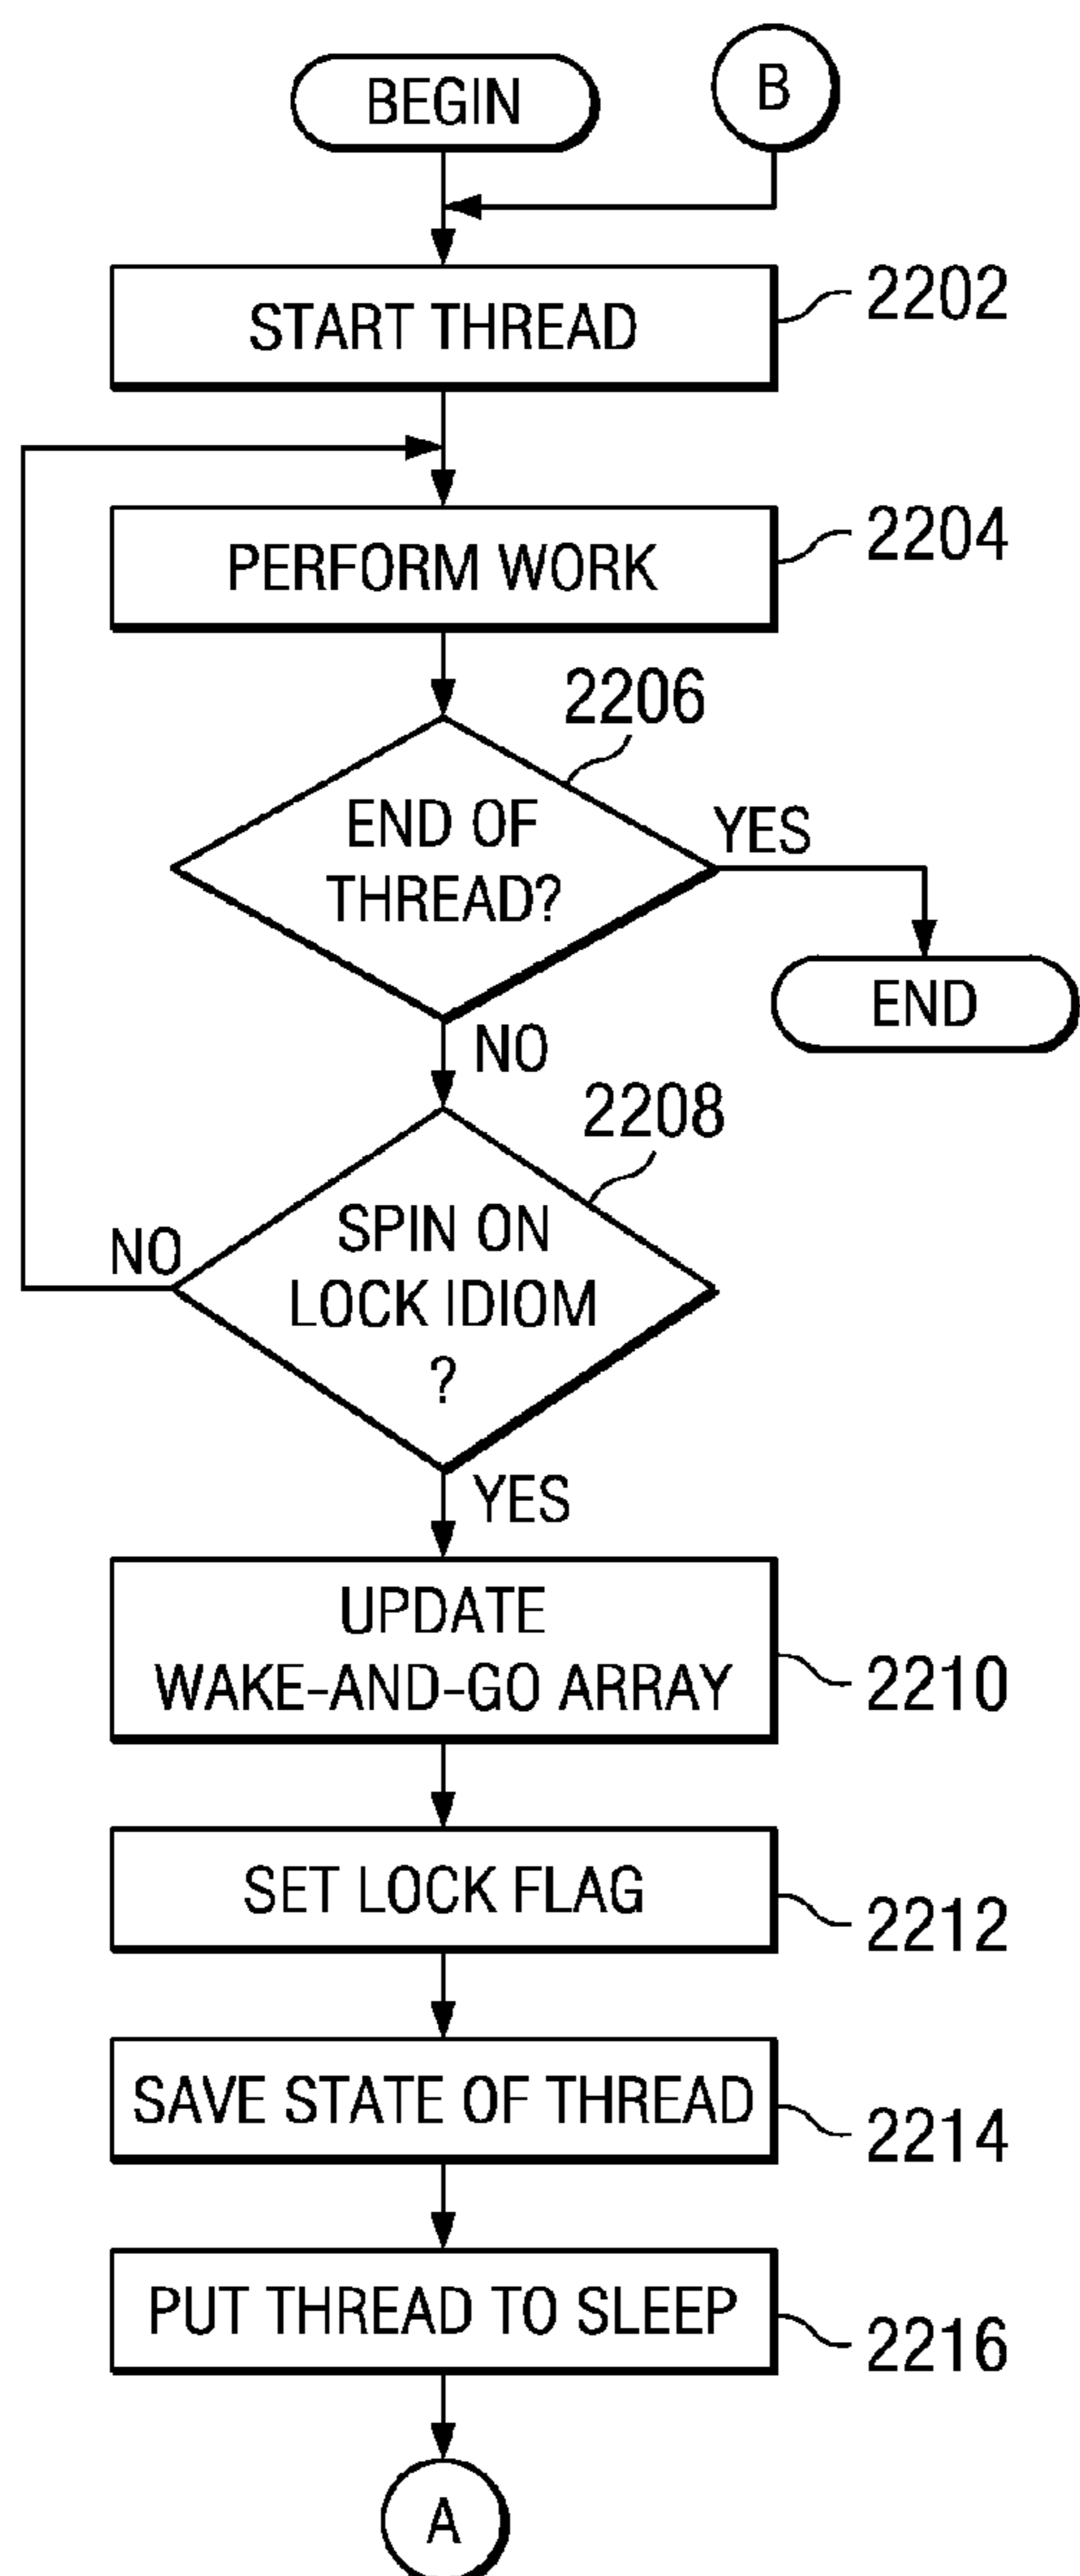 BEGIN
B
START THREAD
2202
PERFORM WORK
2204
2206
END OF
THREAD?
YES
END
NO
2208
SPIN ON
LOCK IDIOM
?
NO
YES
UPDATE
WAKE-AND-GO ARRAY
2210
SET LOCK FLAG
2212
SAVE STATE OF THREAD
2214
PUT THREAD TO SLEEP
2216
A